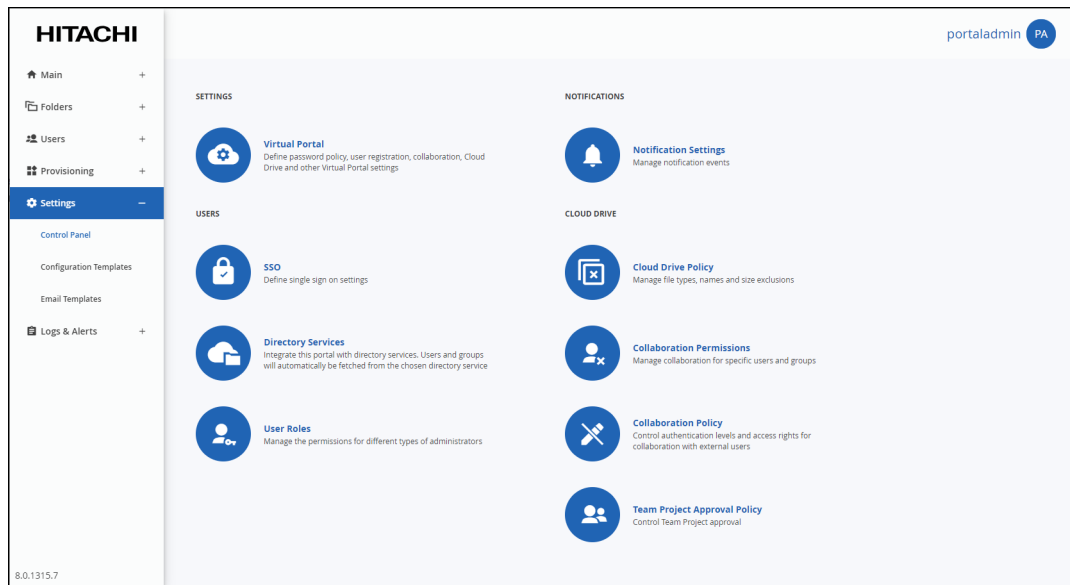 HITACHI
portaladmin PA
Main +
Folders +
Users +
Provisioning +
Settings –
Control Panel
Configuration Templates
Email Templates
Logs & Alerts +
8.0.1315.7
SETTINGS
Virtual Portal
Define password policy, user registration, collaboration, Cloud
Drive and other Virtual Portal settings
USERS
SSO
Define single sign on settings
Directory Services
Integrate this portal with directory services. Users and groups
will automatically be fetched from the chosen directory service
User Roles
Manage the permissions for different types of administrators
NOTIFICATIONS
Notification Settings
Manage notification events
CLOUD DRIVE
Cloud Drive Policy
Manage file types, names and size exclusions
Collaboration Permissions
Manage collaboration for specific users and groups
Collaboration Policy
Control authentication levels and access rights for
collaboration with external users
Team Project Approval Policy
Control Team Project approval